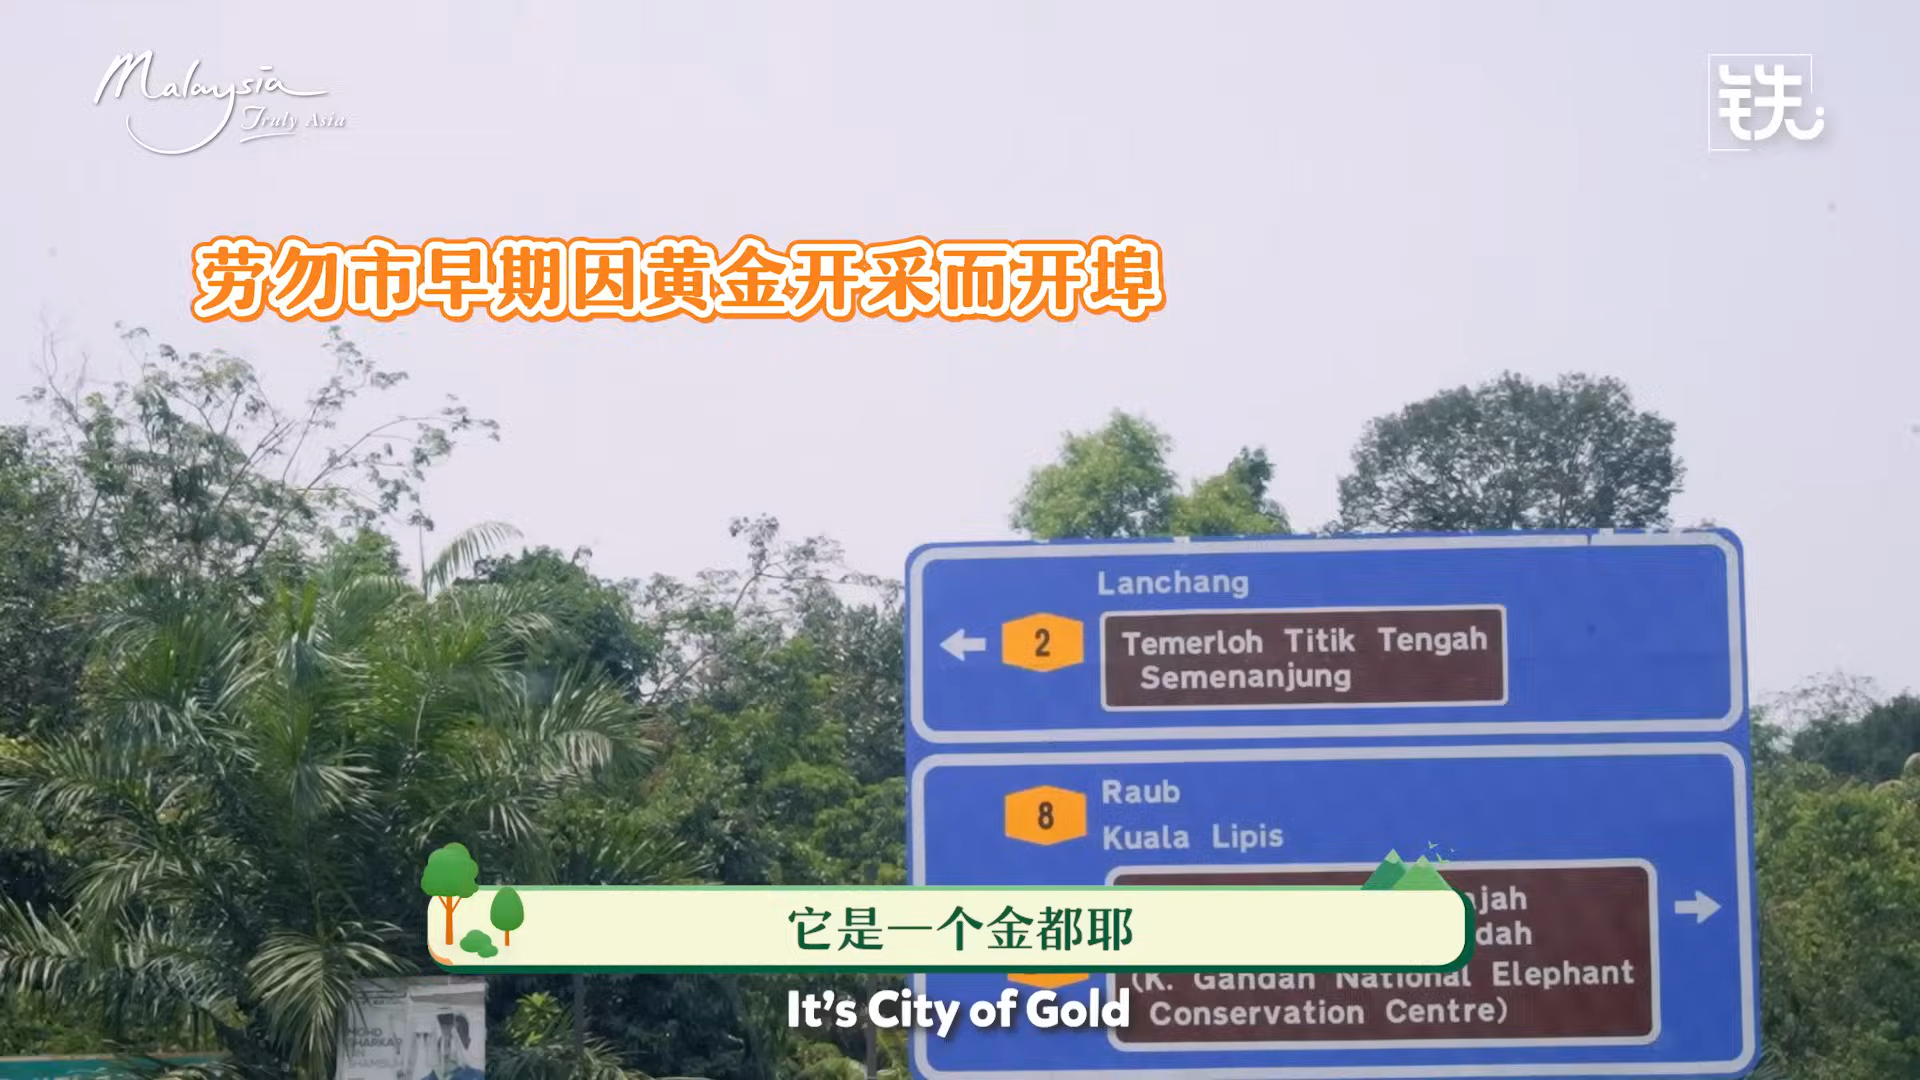 Malaysia
Truly Asia
铁
劳勿市早期因黄金开采而开埠
Lanchang
2
Temerloh Titik Tengah
Semenanjung
8
Raub
Kuala Lipis
(K. Gandah National Elephant
Conservation Centre)
它是一个金都耶
It's City of Gold
MOHD